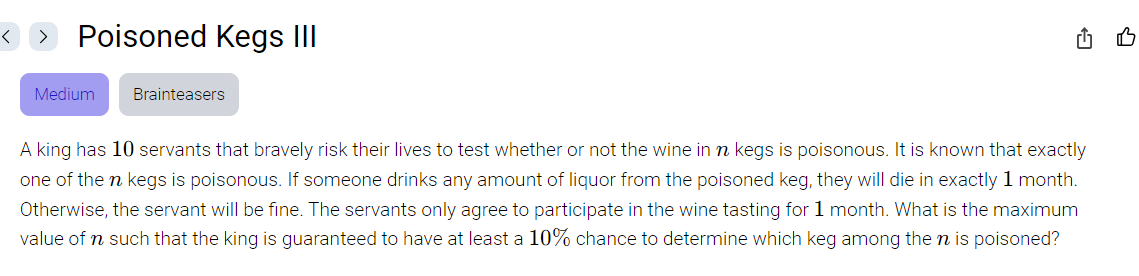 Poisoned Kegs III
Medium Brainteasers
A king has 10 servants that bravely risk their lives to test whether or not the wine in n kegs is poisonous. It is known that exactly
one of the n kegs is poisonous. If someone drinks any amount of liquor from the poisoned keg, they will die in exactly 1 month.
Otherwise, the servant will be fine. The servants only agree to participate in the wine tasting for 1 month. What is the maximum
value of n such that the king is guaranteed to have at least a 10% chance to determine which keg among the n is poisoned?